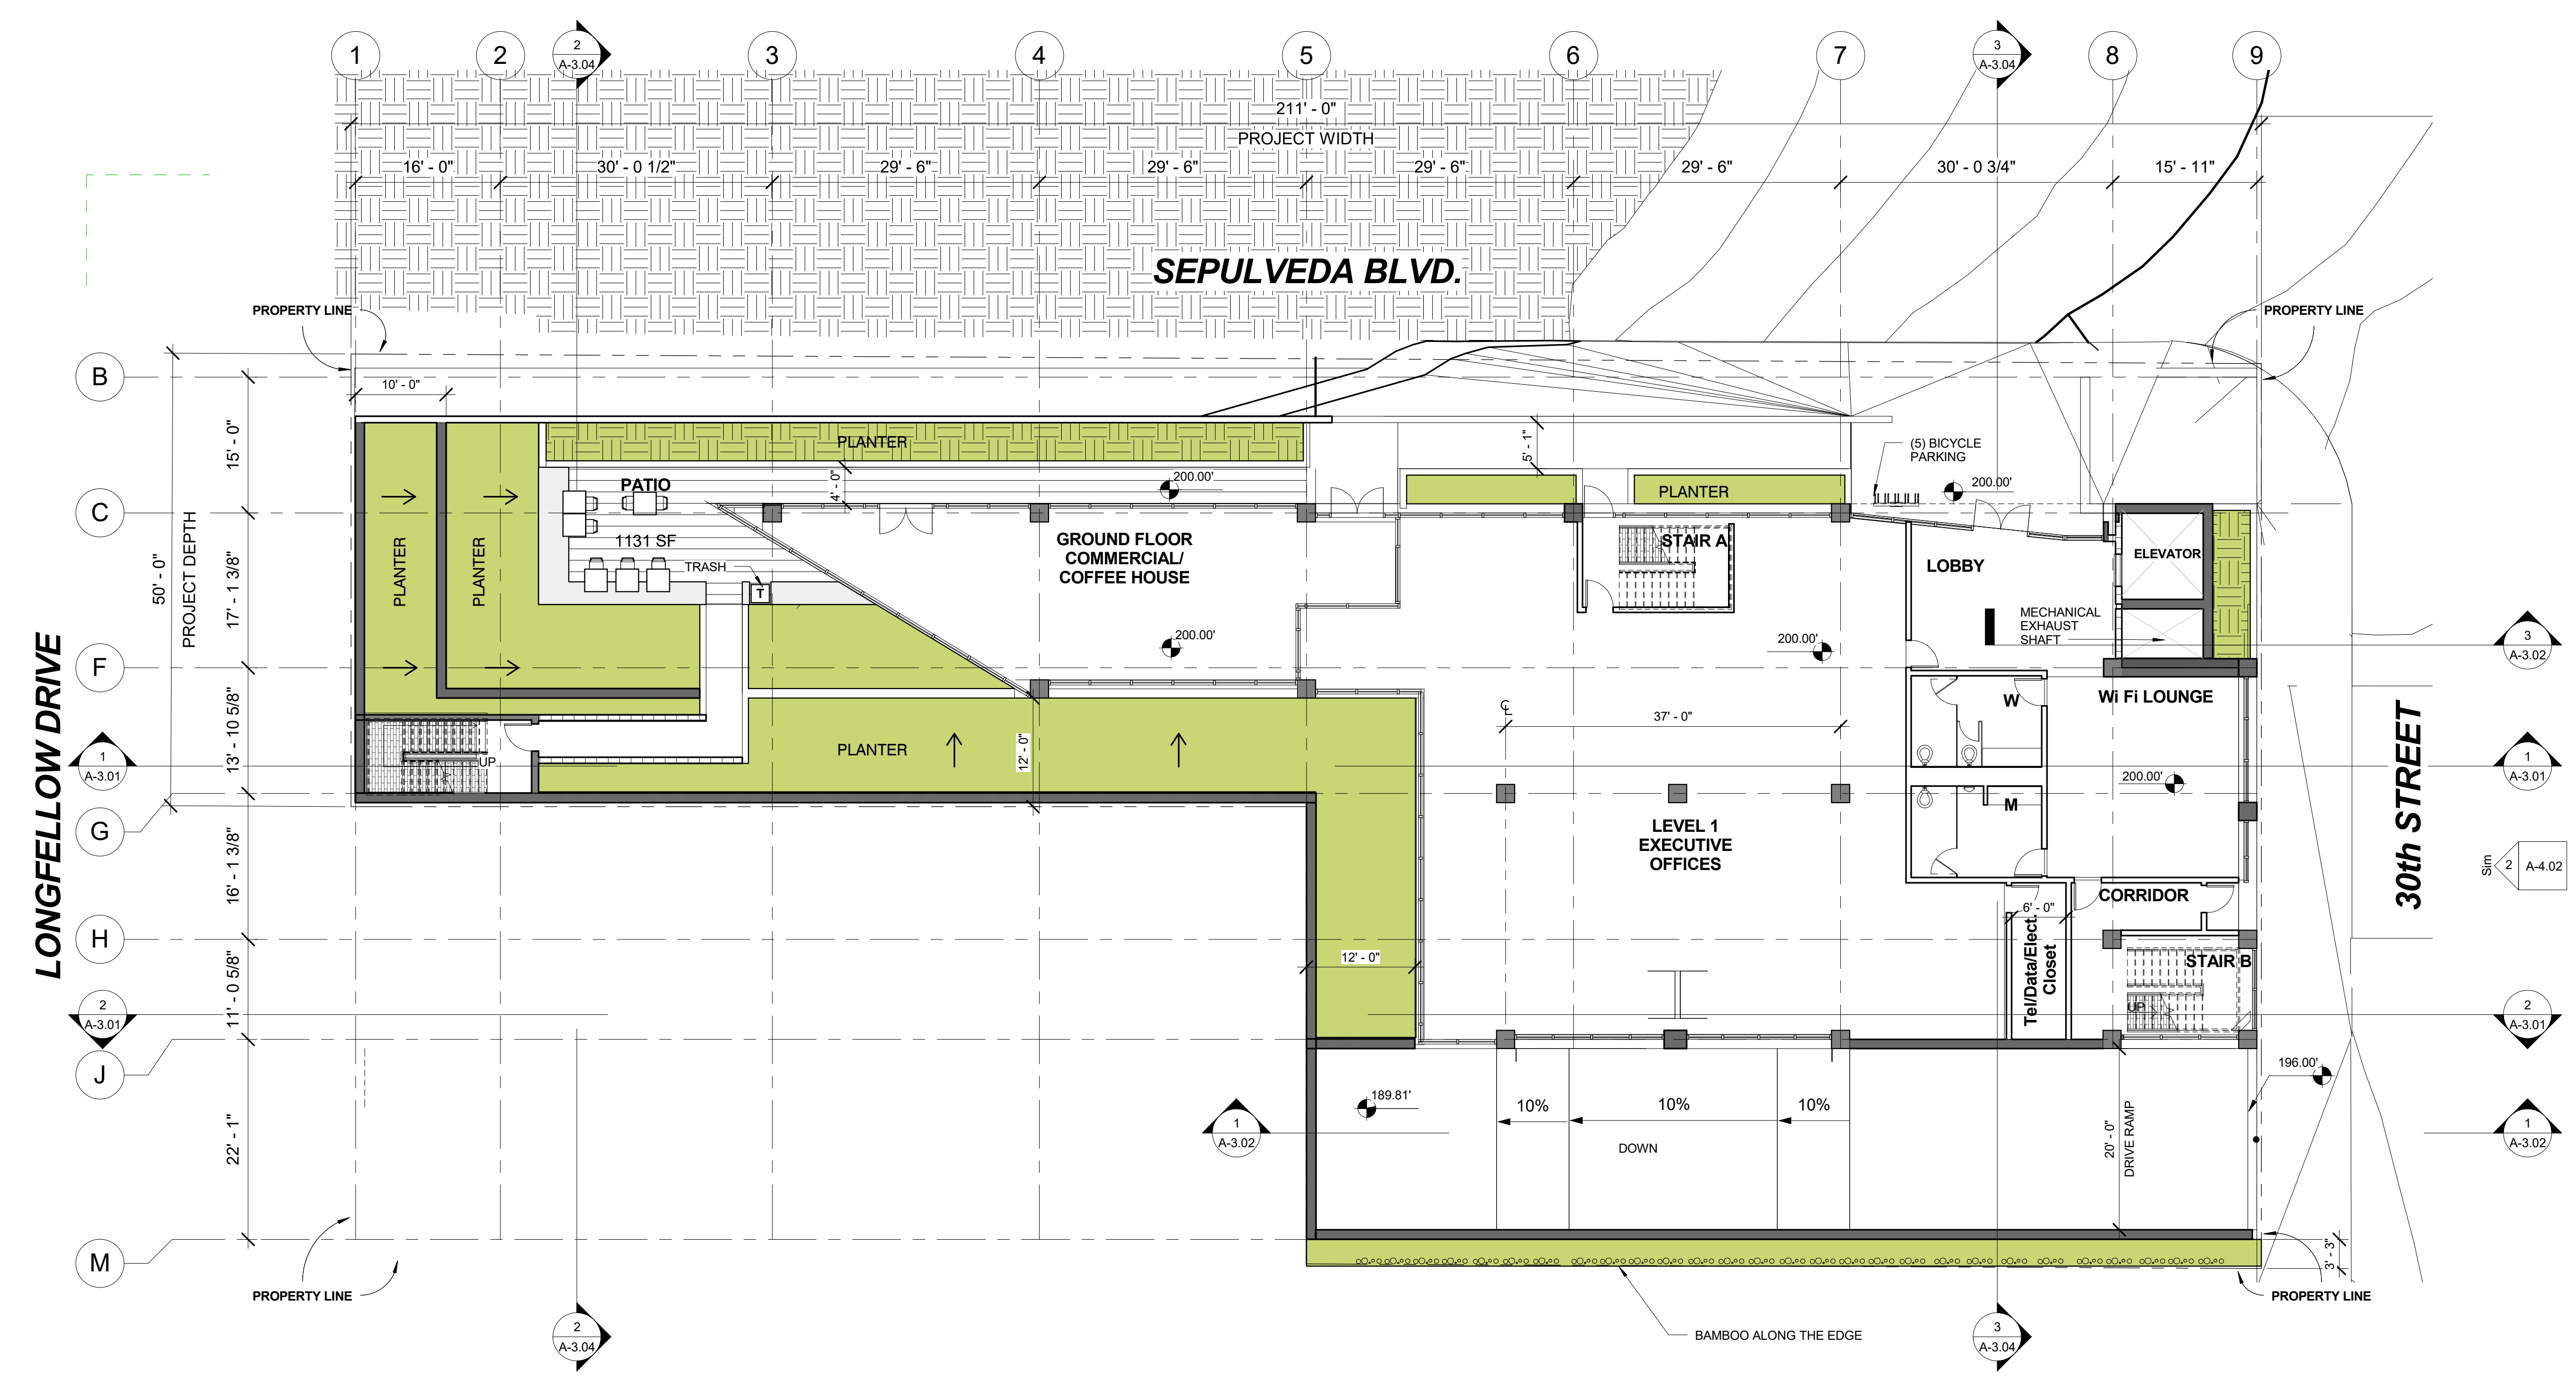 1
2
2
A-3.04
3
4
5
6
7
3
A-3.04
8
9
211' - 0"
PROJECT WIDTH
16' - 0"
30' - 0 1/2"
29' - 6"
29' - 6"
29' - 6"
29' - 6"
30' - 0 3/4"
15' - 11"
SEPULVEDA BLVD.
PROPERTY LINE
PROPERTY LINE
B
10' - 0"
15' - 0"
PLANTER
5' - 1"
(5) BICYCLE
PARKING
PATIO
4' - 0"
200.00'
PLANTER
200.00'
C
50' - 0"
PROJECT DEPTH
17' - 1 3/8"
PLANTER
PLANTER
1131 SF
TRASH
T
GROUND FLOOR
COMMERCIAL/
COFFEE HOUSE
STAIR A
LOBBY
ELEVATOR
MECHANICAL
EXHAUST
SHAFT
200.00'
200.00'
3
A-3.02
F
LONGFELLOW DRIVE
13' - 10 5/8"
1
A-3.01
UP
PLANTER
12' - 0"
CL
37' - 0"
W
Wi Fi LOUNGE
200.00'
30th STREET
1
A-3.01
M
G
LEVEL 1
EXECUTIVE
OFFICES
16' - 1 3/8"
Sim
2
A-4.02
CORRIDOR
6' - 0"
H
12' - 0"
Tel/Data/Elect.
Closet
STAIR B
UP
11' - 0 5/8"
2
A-3.01
2
A-3.01
J
196.00'
189.81'
10%
10%
10%
DOWN
1
A-3.02
20' - 0"
DRIVE RAMP
1
A-3.02
22' - 1"
M
3' - 3"
PROPERTY LINE
PROPERTY LINE
2
A-3.04
BAMBOO ALONG THE EDGE
3
A-3.04